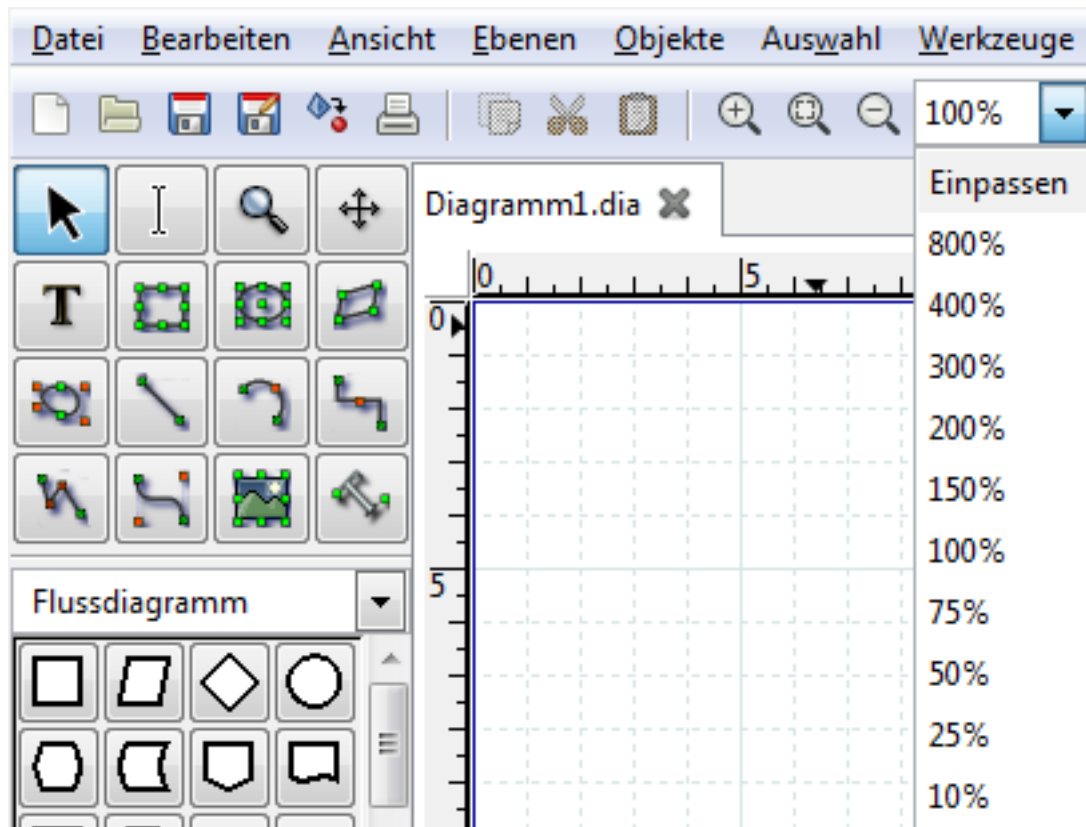 Datei Bearbeiten Ansicht Ebenen Objekte Auswahl Werkzeuge
100%
Diagramm1.dia
Einpassen
800%
400%
300%
200%
150%
100%
75%
50%
25%
10%
0 5
0
5
T
Flussdiagramm